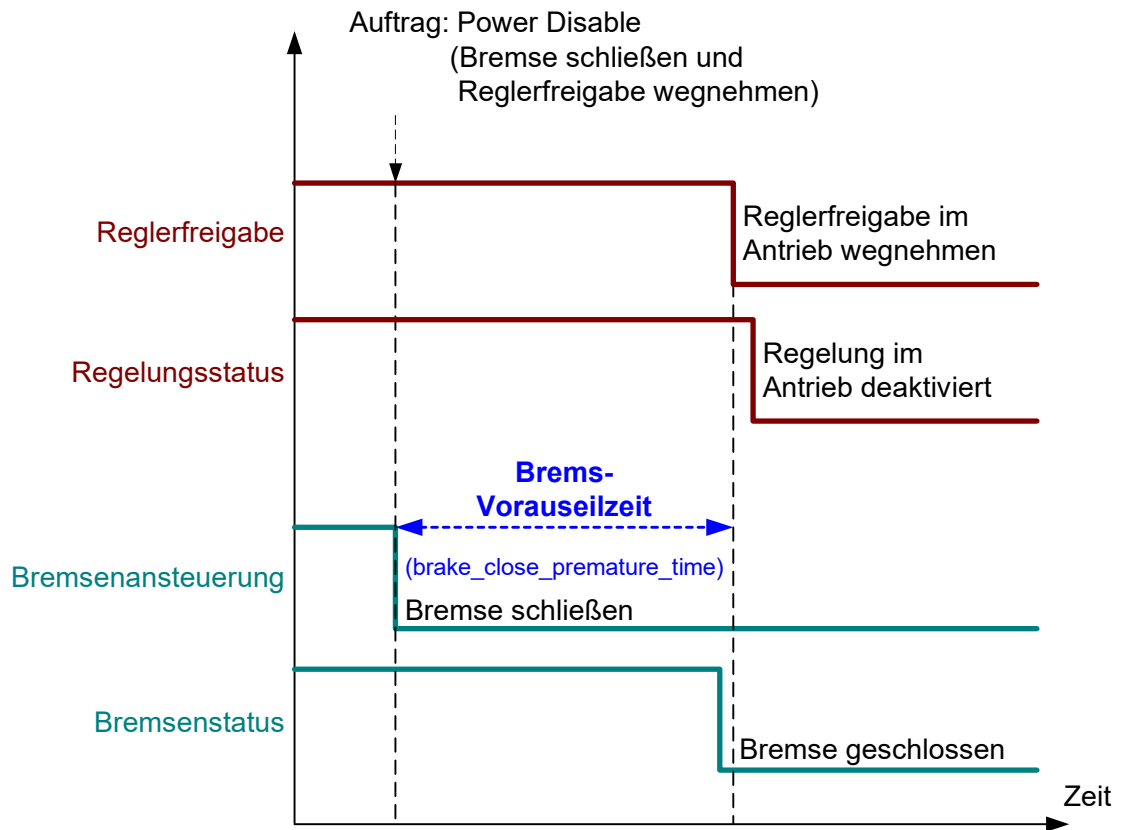 Auftrag: Power Disable
(Bremse schließen und
Reglerfreigabe wegnehmen)
Reglerfreigabe
Reglerfreigabe im
Antrieb wegnehmen
Regelungsstatus
Regelung im
Antrieb deaktiviert
Brems-
Vorauseilzeit
(brake_close_premature_time)
Bremsenansteuerung
Bremse schließen
Bremsenstatus
Bremse geschlossen
Zeit